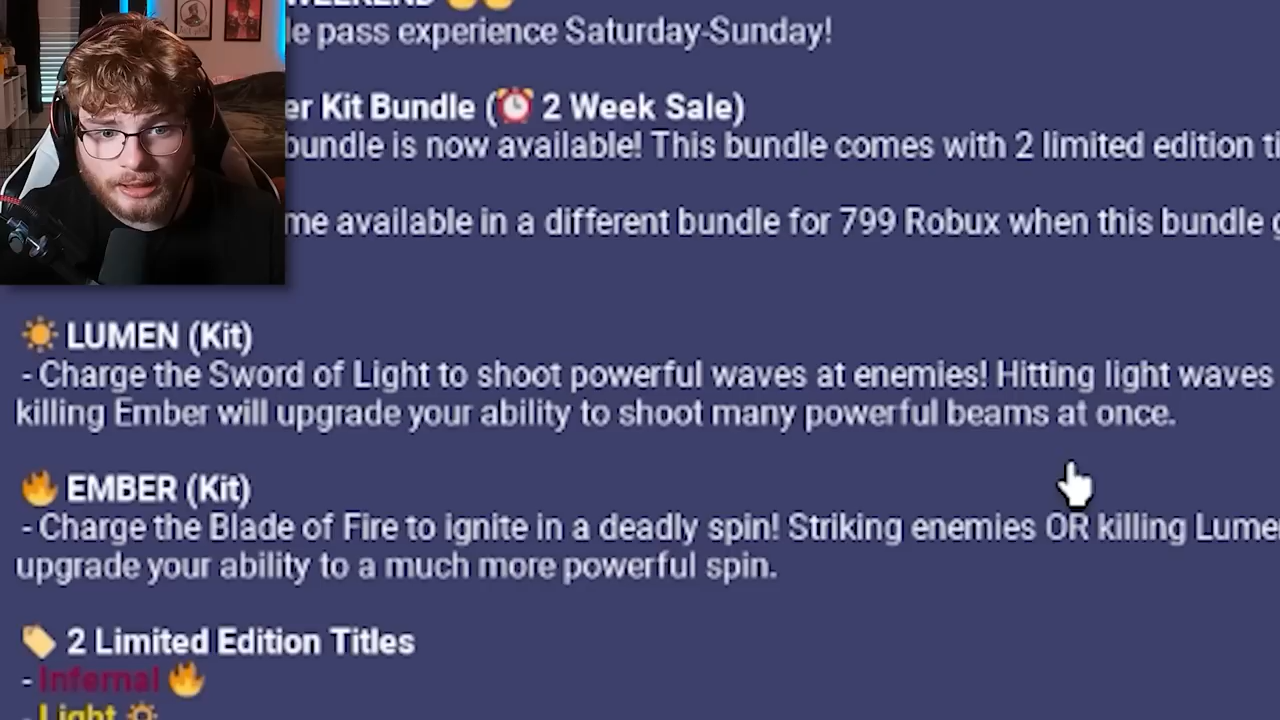 WEEKEND 🙌
le pass experience Saturday-Sunday!
er Kit Bundle (⏰ 2 Week Sale)
bundle is now available! This bundle comes with 2 limited edition ti
me available in a different bundle for 799 Robux when this bundle g
☀️ LUMEN (Kit)
- Charge the Sword of Light to shoot powerful waves at enemies! Hitting light waves
killing Ember will upgrade your ability to shoot many powerful beams at once.
🔥 EMBER (Kit)
- Charge the Blade of Fire to ignite in a deadly spin! Striking enemies OR killing Lume
upgrade your ability to a much more powerful spin.
🏷️ 2 Limited Edition Titles
- Infernal 🔥
- Light 🔅